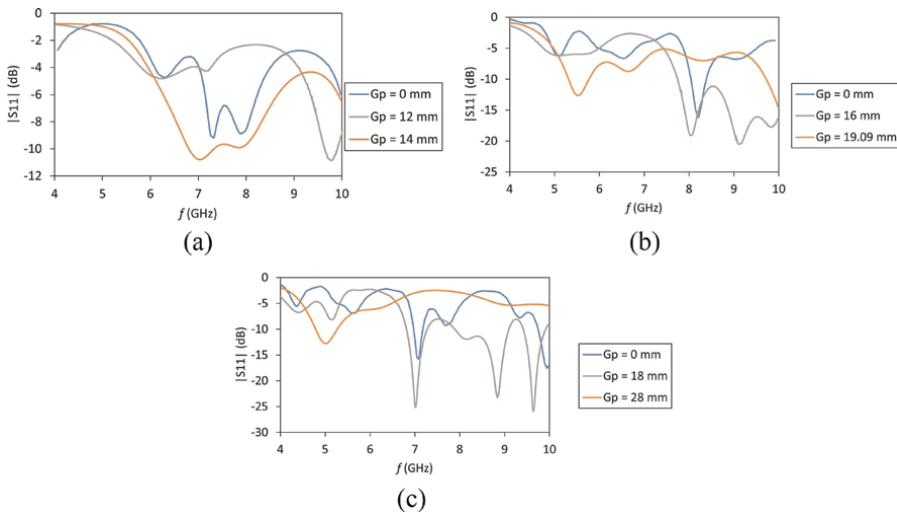 0
-2
-4
-6
-8
-10
-12
|S11| (dB)
4 5 6 7 8 9 10
f (GHz)
Gp = 0 mm
Gp = 12 mm
Gp = 14 mm
(a)
0
-5
-10
-15
-20
-25
|S11| (dB)
4 5 6 7 8 9 10
f (GHz)
Gp = 0 mm
Gp = 16 mm
Gp = 19.09 mm
(b)
0
-5
-10
-15
-20
-25
-30
|S11| (dB)
4 5 6 7 8 9 10
f (GHz)
Gp = 0 mm
Gp = 18 mm
Gp = 28 mm
(c)